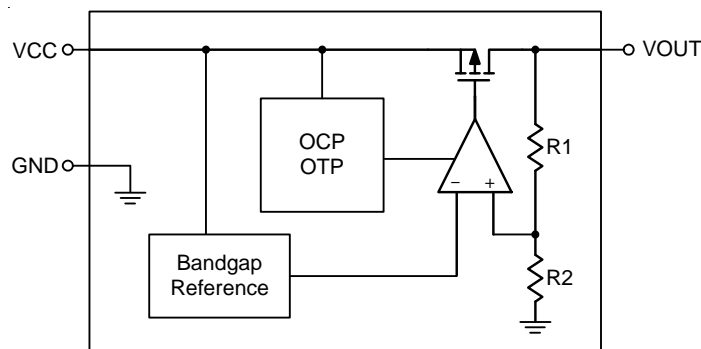 VCC
VOUT
OCP
OTP
R1
GND
− +
Bandgap
Reference
R2